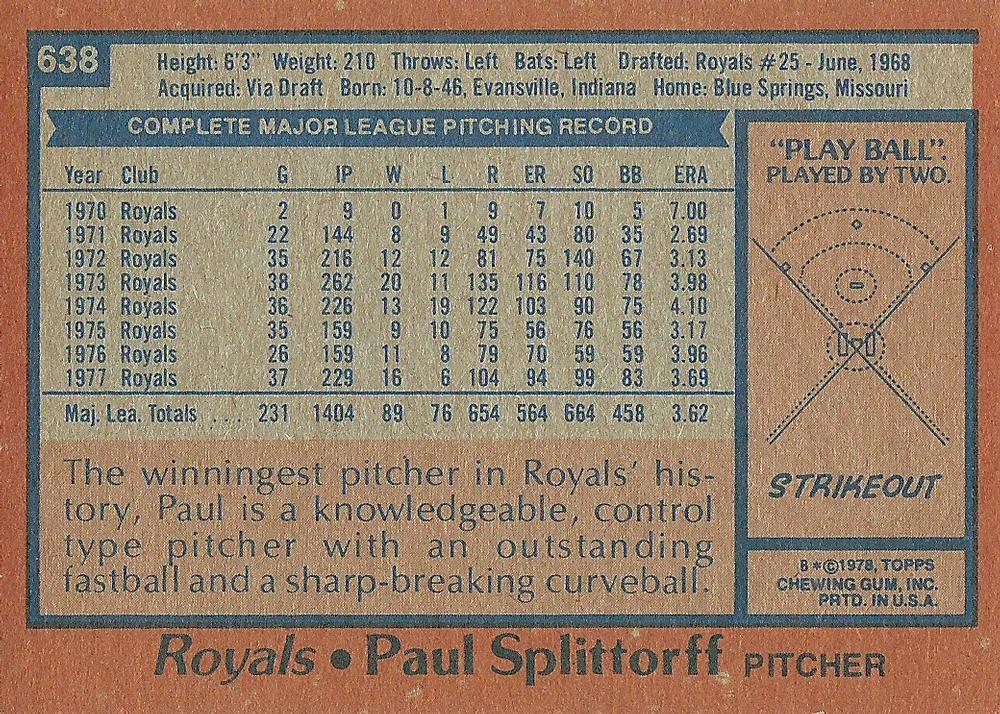 638
Height: 6'3" Weight: 210 Throws: Left Bats: Left Drafted: Royals #25 - June, 1968
Acquired: Via Draft Born: 10-8-46, Evansville, Indiana Home: Blue Springs, Missouri
COMPLETE MAJOR LEAGUE PITCHING RECORD
Year Club G IP W L R ER SO BB ERA
1970 Royals 2 9 0 1 9 7 10 5 7.00
1971 Royals 22 144 8 9 49 43 80 35 2.69
1972 Royals 35 216 12 12 81 75 140 67 3.13
1973 Royals 38 262 20 11 135 116 110 78 3.98
1974 Royals 36 226 13 19 122 103 90 75 4.10
1975 Royals 35 159 9 10 75 56 76 56 3.17
1976 Royals 26 159 11 8 79 70 59 59 3.96
1977 Royals 37 229 16 6 104 94 99 83 3.69
Maj. Lea. Totals .... 231 1404 89 76 654 564 664 458 3.62
The winningest pitcher in Royals' his-
tory, Paul is a knowledgeable, control
type pitcher with an outstanding
fastball and a sharp-breaking curveball.
"PLAY BALL".
PLAYED BY TWO.
STRIKEOUT
B*©1978, TOPPS
CHEWING GUM, INC.
PRTD. IN U.S.A.
Royals • Paul Splittorff PITCHER